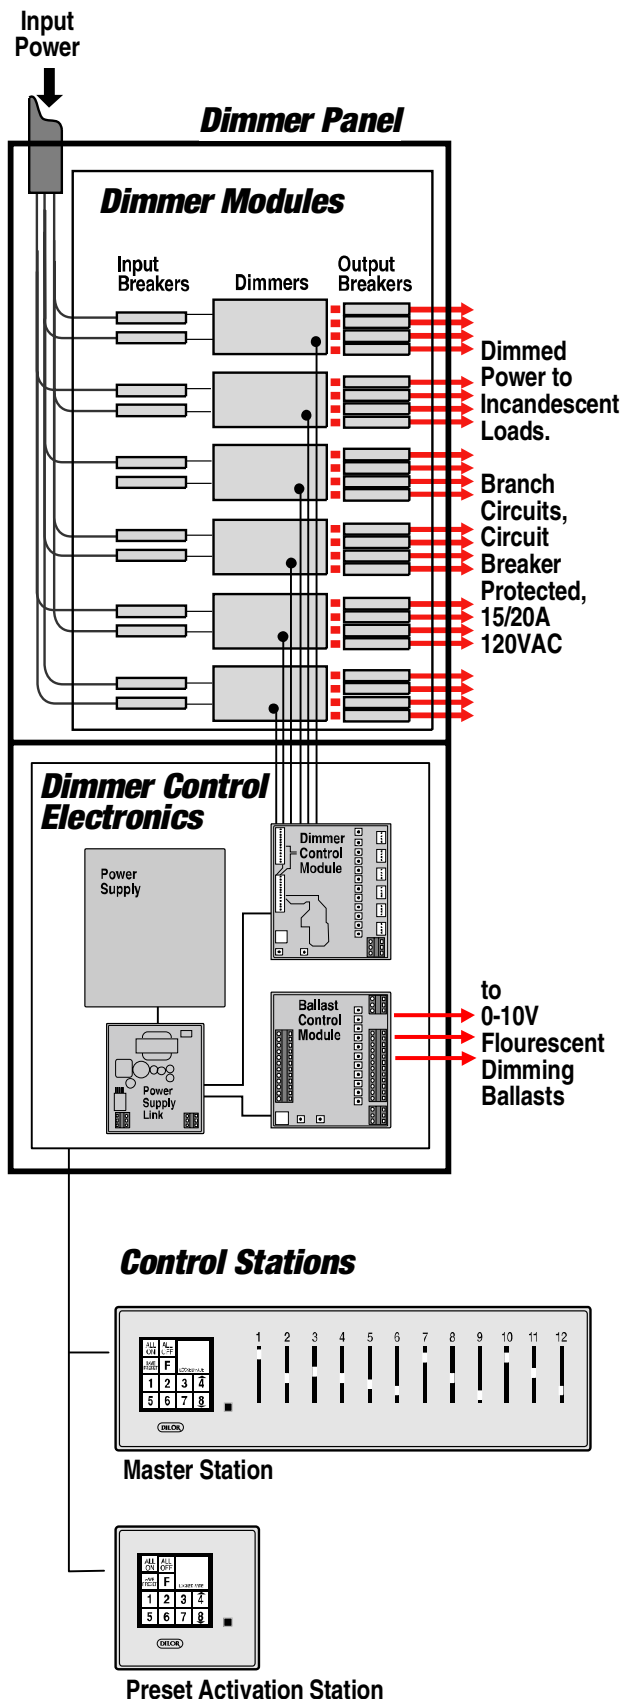 Input
Power
Dimmer Panel
Dimmer Modules
Input
Breakers
Dimmers
Output
Breakers
Dimmed
Power to
Incandescent
Loads.
Branch
Circuits,
Circuit
Breaker
Protected,
15/20A
120VAC
Dimmer Control
Electronics
Power
Supply
Dimmer
Control
Module
Ballast
Control
Module
Power
Supply
Link
to
0-10V
Flourescent
Dimming
Ballasts
Control Stations
1 2 3 4 5 6 7 8 9 10 11 12
ALL ALL
ON OFF
F
1 2 3 4
5 6 7 8
Master Station
ALL ALL
ON OFF
F
1 2 3 4
5 6 7 8
Preset Activation Station